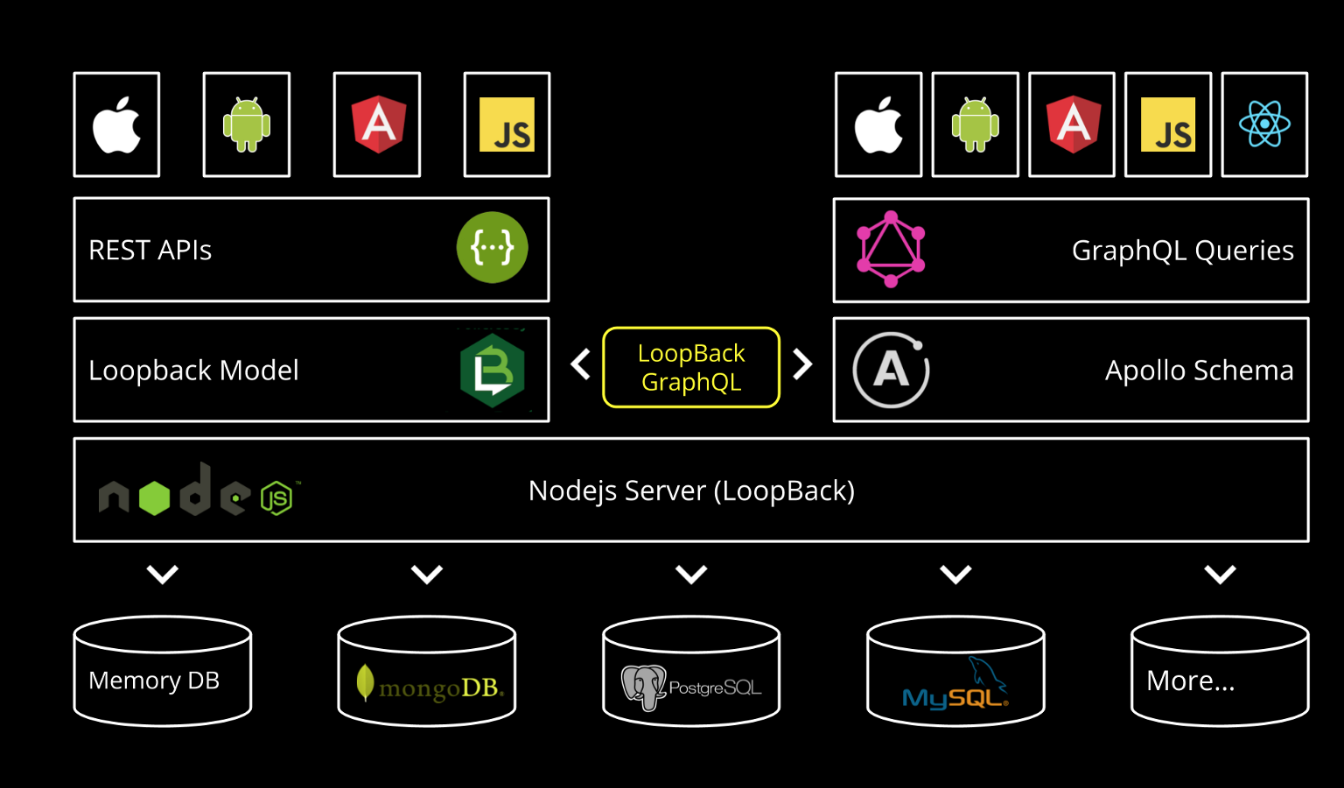 JS
JS
REST APIs
{...}
GraphQL Queries
Loopback Model
LoopBack
GraphQL
Apollo Schema
node JS™
Nodejs Server (LoopBack)
Memory DB
mongoDB.
PostgreSQL
MySQL®
More...